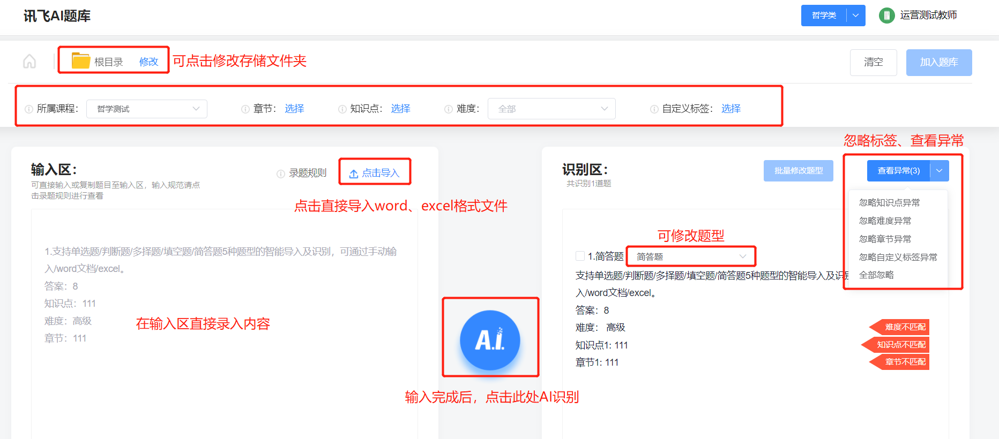 讯飞AI题库
哲学类
运营测试教师
根目录 修改
可点击修改存储文件夹
清空
加入题库
所属课程： 哲学测试
章节： 选择
知识点： 选择
难度： 全部
自定义标签： 选择
忽略标签、查看异常
输入区：
可直接输入或复制题目至输入区，输入规范请点
击录题规则进行查看
录题规则
点击导入
点击直接导入word、excel格式文件
1.支持单选题/判断题/多择题/填空题/简答题5种题型的智能导入及识别，可通过手动输
入/word文档/excel。
答案：8
知识点：111
难度：高级
章节：111
在输入区直接录入内容
A.I.
输入完成后，点击此处AI识别
识别区：
共识别1道题
批量修改题型
查看异常(3)
忽略知识点异常
忽略难度异常
忽略章节异常
忽略自定义标签异常
全部忽略
可修改题型
1.简答题 简答题
支持单选题/判断题/多择题/填空题/简答题5种题型的智能导入及识
入/word文档/excel。
答案：8
难度： 高级
难度不匹配
知识点1: 111
知识点不匹配
章节1: 111
章节不匹配